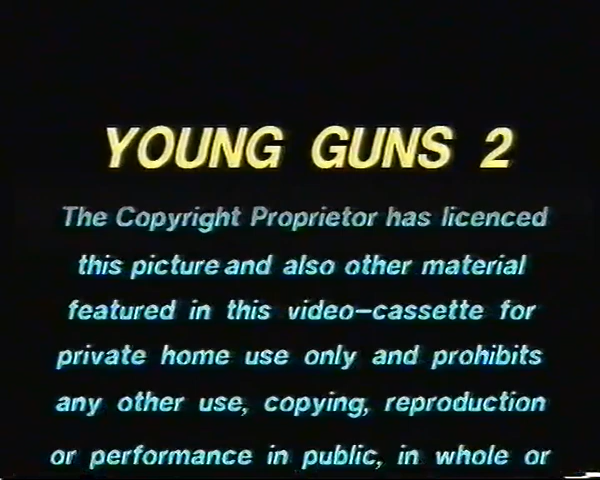 YOUNG GUNS 2
The Copyright Proprietor has licenced
this picture and also other material
featured in this video-cassette for
private home use only and prohibits
any other use, copying, reproduction
or performance in public, in whole or